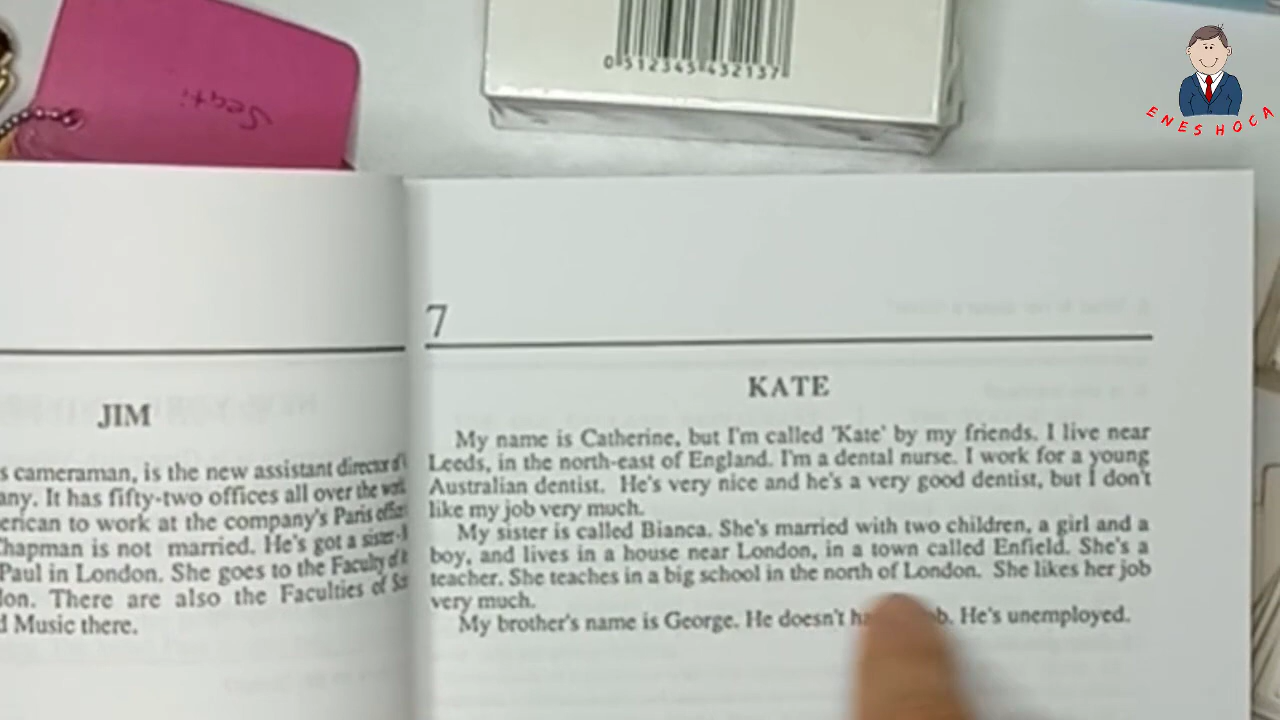 Seqti
0 512345 432137
ENES HOCA
JIM
s cameraman, is the new assistant director of
any. It has fifty-two offices all over the
erican to work at the company's Paris
Chapman is not married. He's got a
Paul in London. She goes to the Faculty of
don. There are also the Faculties of
d Music there.
7
KATE
My name is Catherine, but I'm called 'Kate' by my friends. I live near
Leeds, in the north-east of England. I'm a dental nurse. I work for a young
Australian dentist. He's very nice and he's a very good dentist, but I don't
like my job very much.
My sister is called Bianca. She's married with two children, a girl and a
boy, and lives in a house near London, in a town called Enfield. She's a
teacher. She teaches in a big school in the north of London. She likes her job
very much.
My brother's name is George. He doesn't ha ob. He's unemployed.